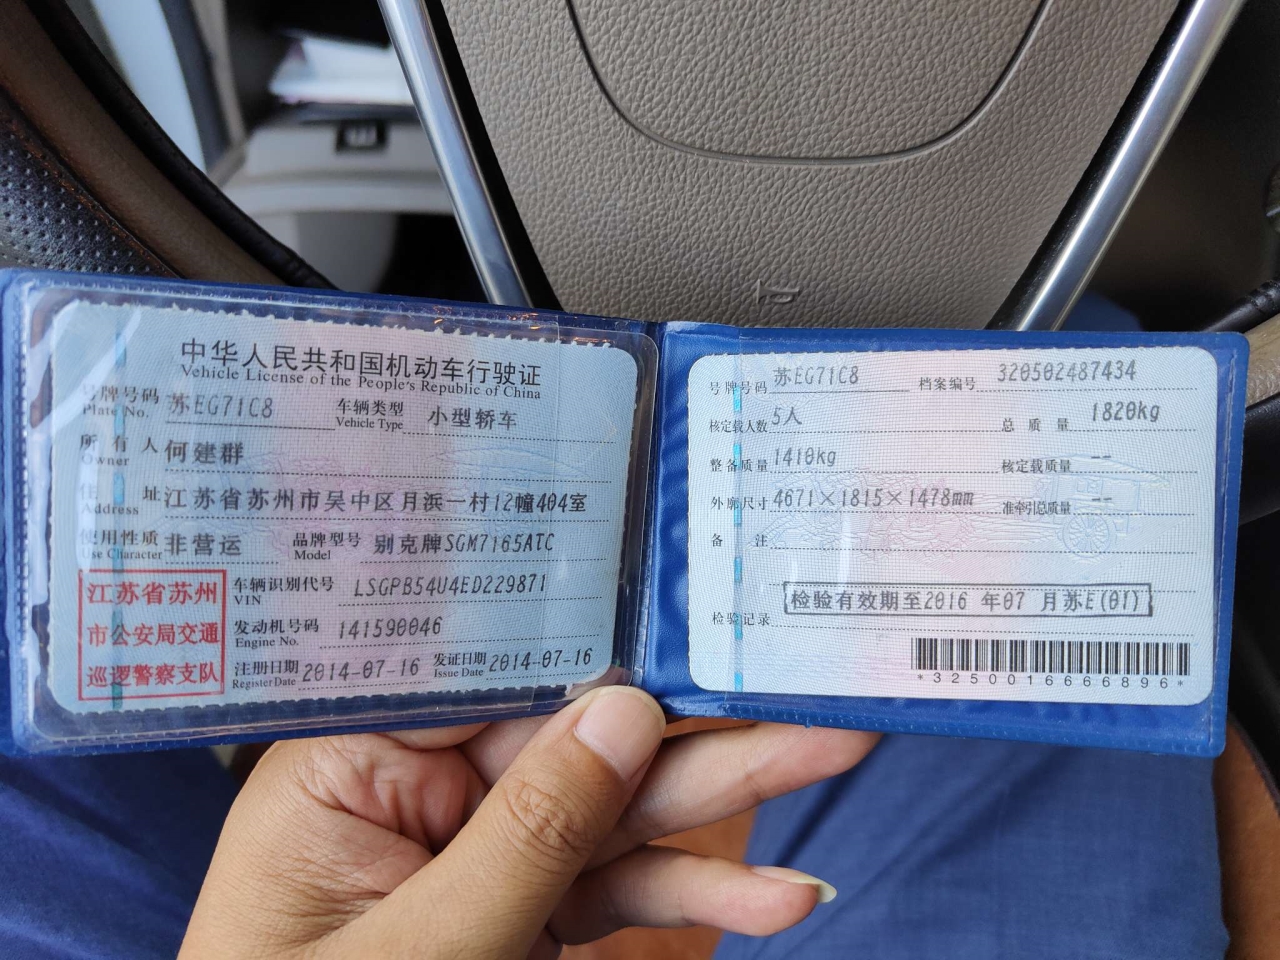 中华人民共和国机动车行驶证
Vehicle License of the People's Republic of China
号牌号码 苏EG71C8 车辆类型 小型轿车
Plate No. Vehicle Type
所有人 何建群
Owner
住址 江苏省苏州市吴中区月浜一村12幢404室
Address
使用性质 非营运 品牌型号 别克牌SGM7165ATC
Use Character Model
江苏省苏州
市公安局交通
巡逻警察支队
车辆识别代号 LSGPB54U4ED229871
VIN
发动机号码 141590046
Engine No.
注册日期 2014-07-16 发证日期 2014-07-16
Register Date Issue Date
号牌号码 苏EG71C8 档案编号 320502487434
核定载人数 5人 总质量 1820kg
整备质量 1410kg 核定载质量 --
外廓尺寸 4671×1815×1478mm 准牵引总质量 --
备注
检验记录 检验有效期至2016 年07 月苏E(01)
*3250016666896*